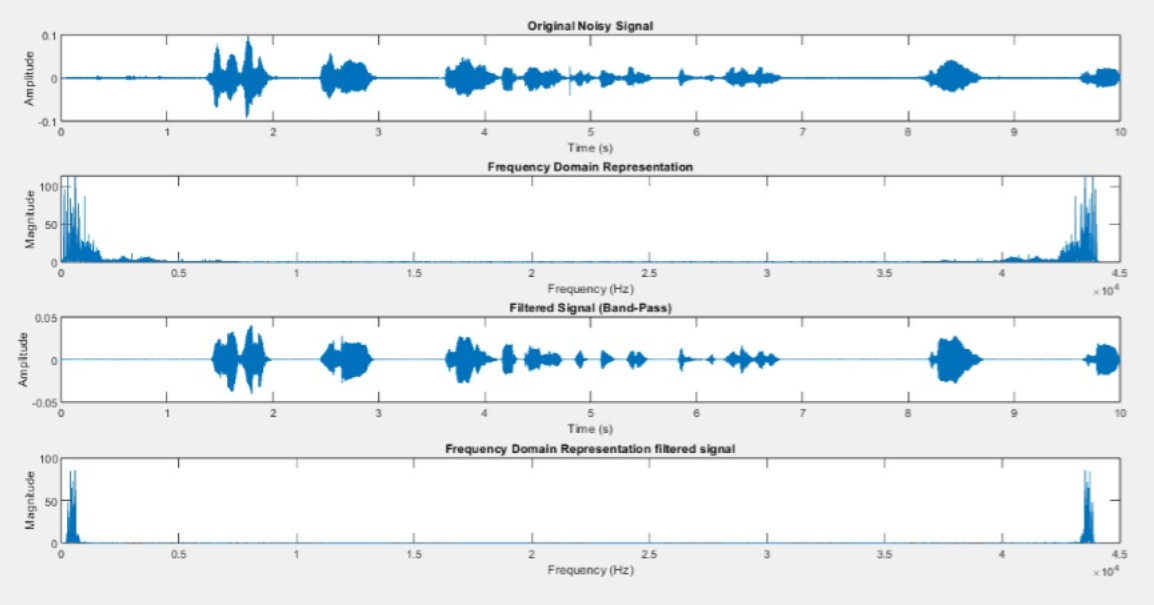 Original Noisy Signal
0.1
0
-0.1
Amplitude
0 1 2 3 4 5 6 7 8 9 10
Time (s)
Frequency Domain Representation
100
50
0
Magnitude
0 0.5 1 1.5 2 2.5 3 3.5 4 4.5
×10⁴
Frequency (Hz)
Filtered Signal (Band-Pass)
0.05
0
-0.05
Amplitude
0 1 2 3 4 5 6 7 8 9 10
Time (s)
Frequency Domain Representation filtered signal
100
50
0
Magnitude
0 0.5 1 1.5 2 2.5 3 3.5 4 4.5
×10⁴
Frequency (Hz)